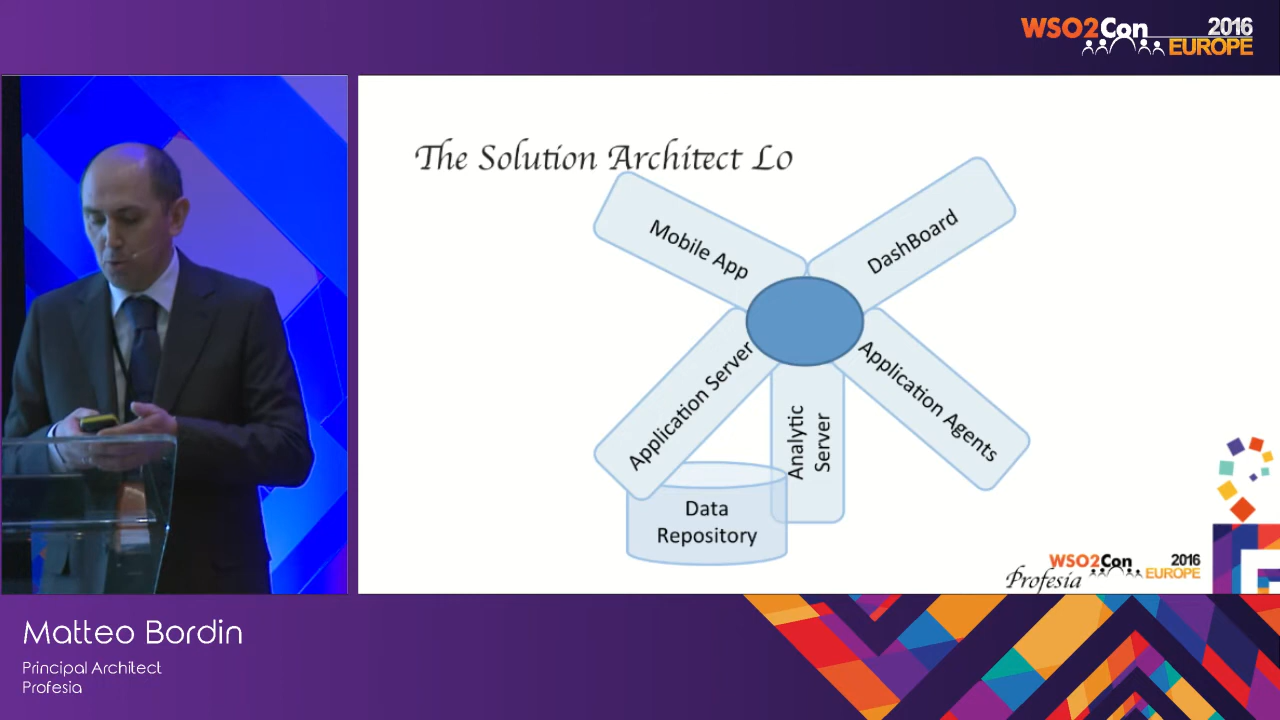 WSO2Con 2016
EUROPE
The Solution Architect Lo
Mobile App
DashBoard
Application Server
Analytic
Server
Application Agents
Data
Repository
WSO2Con 2016
EUROPE
Profesia
Matteo Bordin
Principal Architect
Profesia